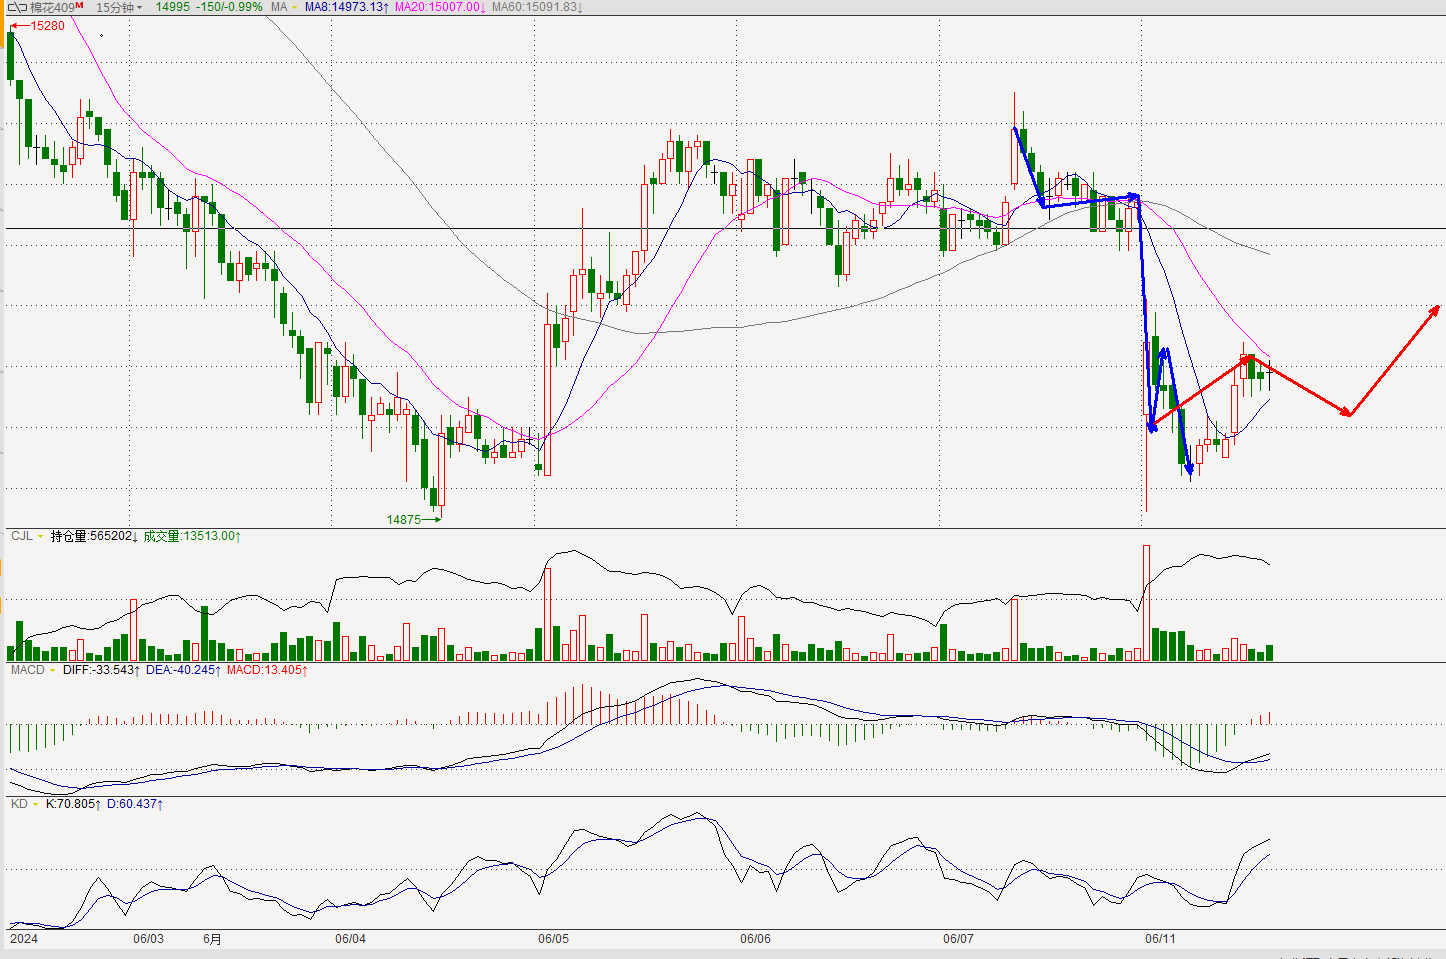 棉花409M 15分钟 14995 -150/-0.99% MA MA8:14973.13↑ MA20:15007.00↓ MA60:15091.83↓
15280
14875
CJL 持仓量:565202↓ 成交量:13513.00↑
MACD DIFF:-33.543↑ DEA:-40.245↑ MACD:13.405↑
KD K:70.805↑ D:60.437↑
2024 06/03 6月 06/04 06/05 06/06 06/07 06/11